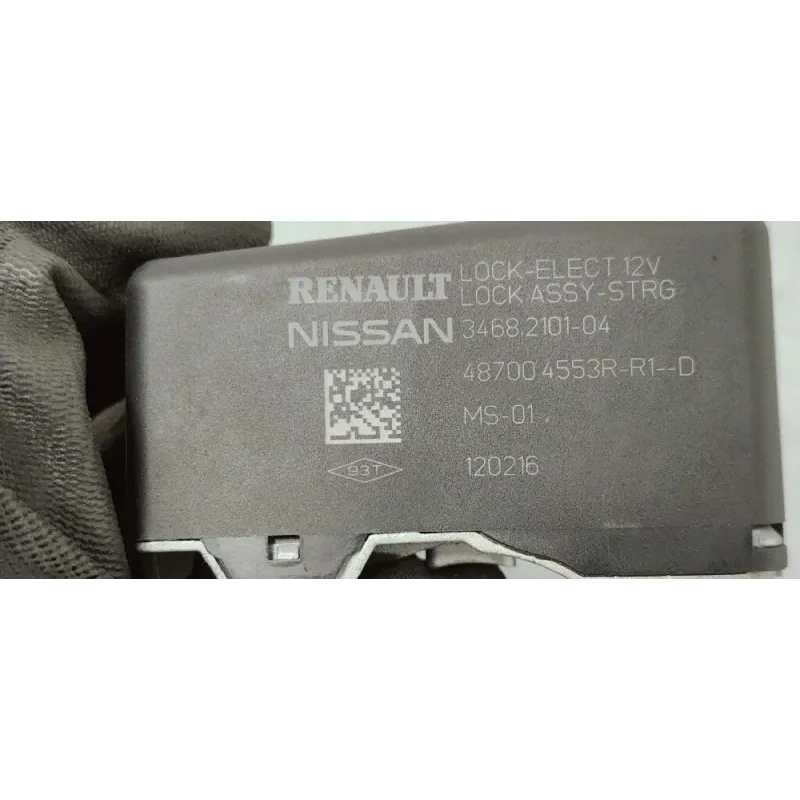 RENAULT LOCK-ELECT 12V
LOCK ASSY-STRG
NISSAN 3468.2101-04
48700 4553R-R1--D
MS-01
93T 120216